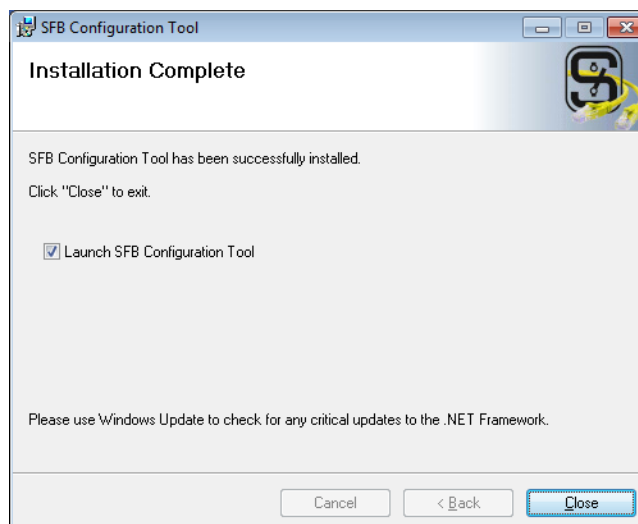 SFB Configuration Tool
Installation Complete
SFB Configuration Tool has been successfully installed.
Click "Close" to exit.
Launch SFB Configuration Tool
Please use Windows Update to check for any critical updates to the .NET Framework.
Cancel
< Back
Close